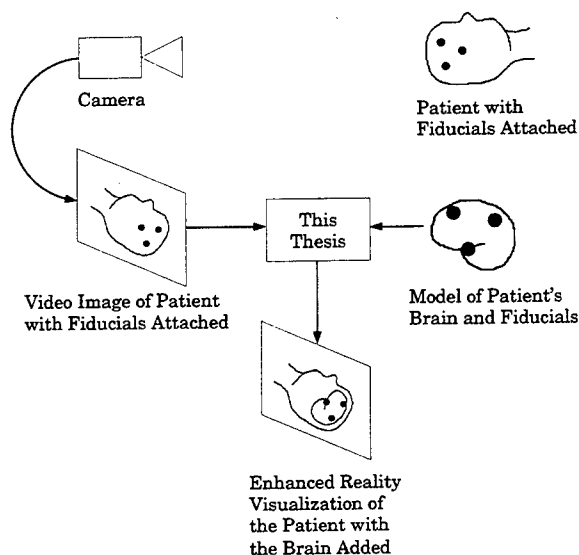 Camera
Patient with
Fiducials Attached
This
Thesis
Video Image of Patient
with Fiducials Attached
Model of Patient's
Brain and Fiducials
Enhanced Reality
Visualization of
the Patient with
the Brain Added